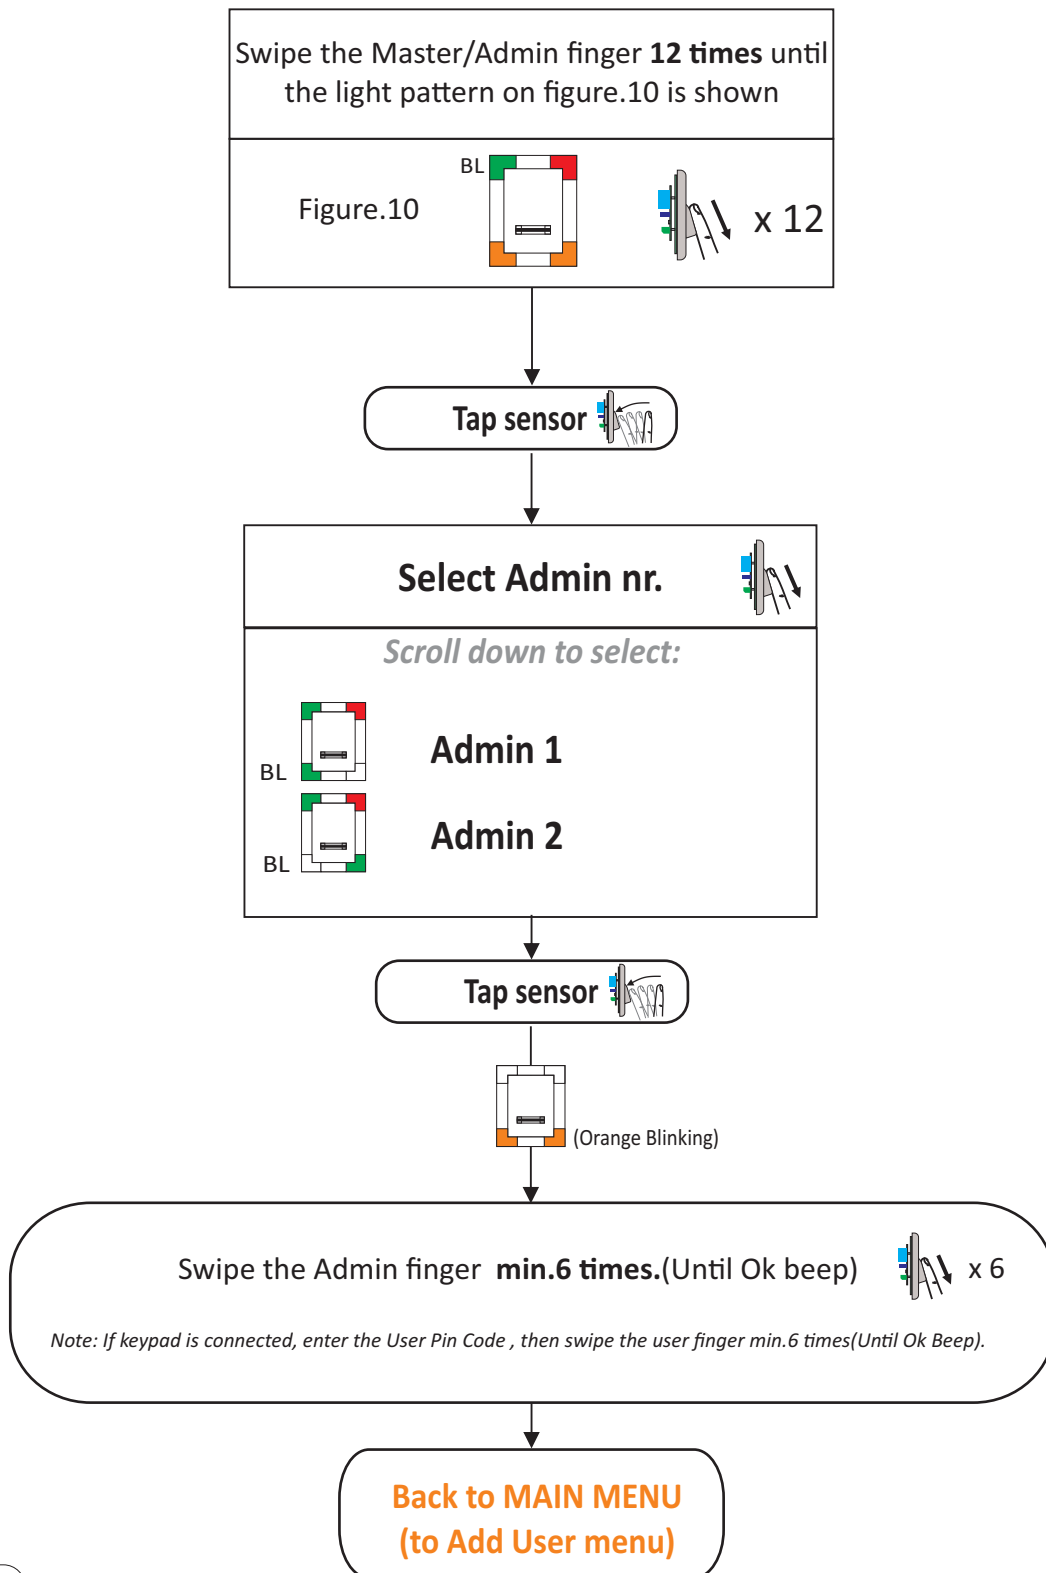 Swipe the Master/Admin finger 12 times until
the light pattern on figure.10 is shown
BL
Figure.10
x 12
Tap sensor
Select Admin nr.
Scroll down to select:
Admin 1
BL
Admin 2
BL
Tap sensor
(Orange Blinking)
Swipe the Admin finger min.6 times.(Until Ok beep)
x 6
Note: If keypad is connected, enter the User Pin Code , then swipe the user finger min.6 times(Until Ok Beep).
Back to MAIN MENU
(to Add User menu)